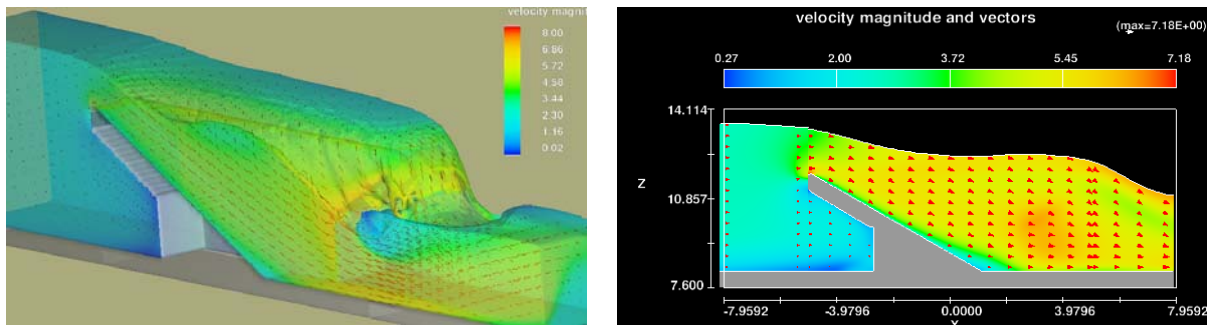 velocity magnit
8.00
6.86
5.72
4.58
3.44
2.30
1.16
0.02
velocity magnitude and vectors
(max=7.18E+00)
0.27 2.00 3.72 5.45 7.18
14.114
Z
10.857
7.600
-7.9592 -3.9796 0.0000 3.9796 7.9592
X